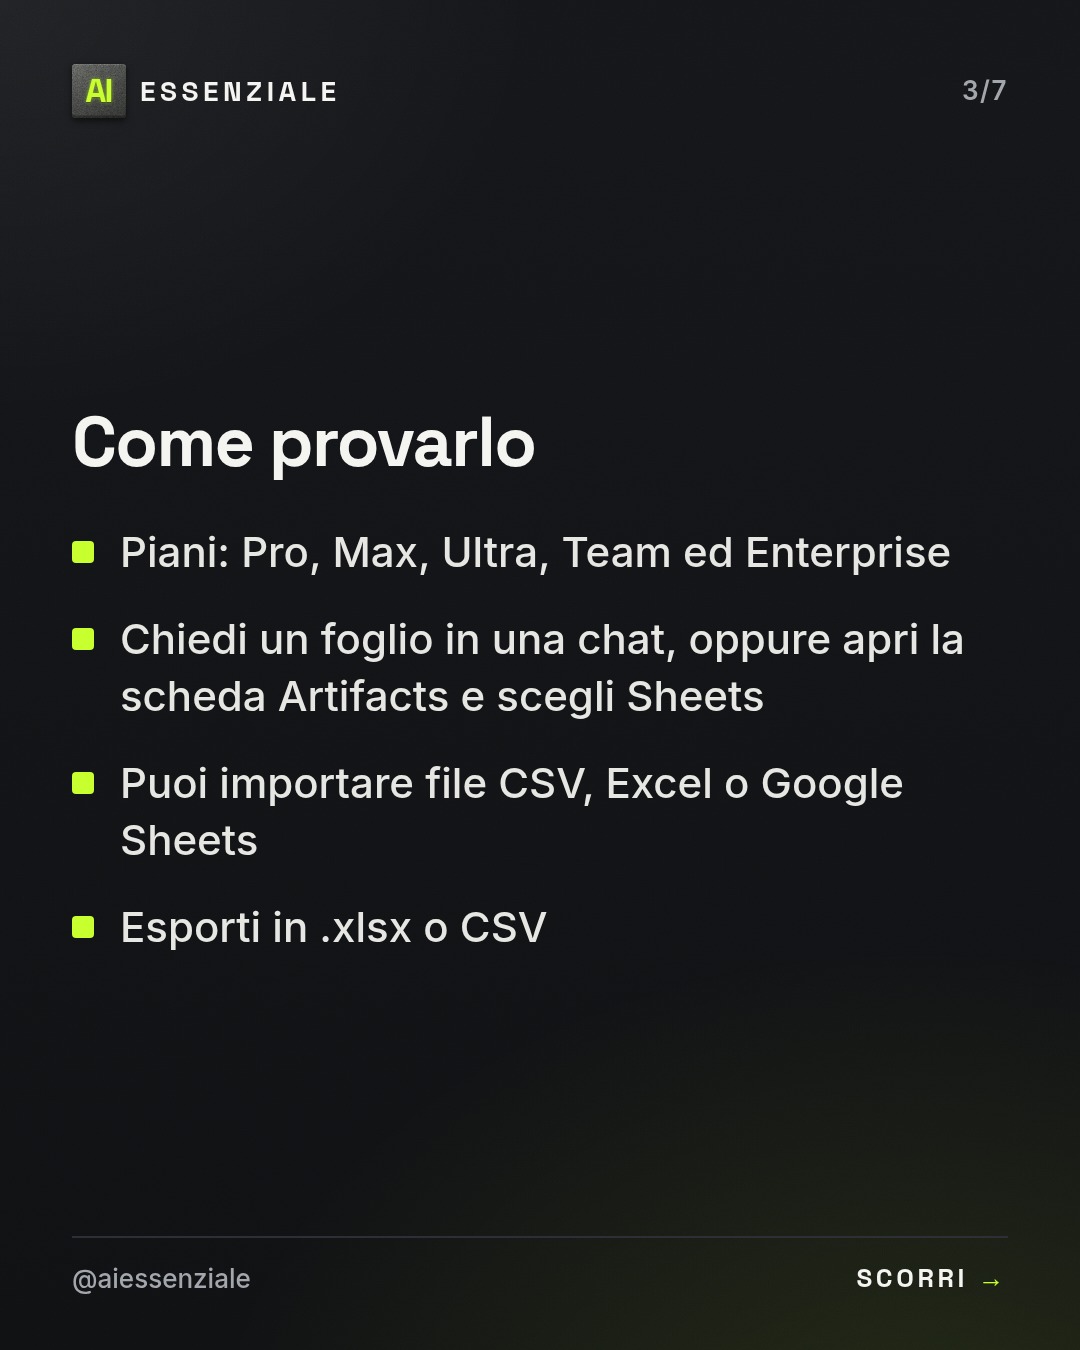 AI ESSENZIALE
3/7
Come provarlo
Piani: Pro, Max, Ultra, Team ed Enterprise
Chiedi un foglio in una chat, oppure apri la
scheda Artifacts e scegli Sheets
Puoi importare file CSV, Excel o Google
Sheets
Esporti in .xlsx o CSV
@aiessenziale
SCORRI →